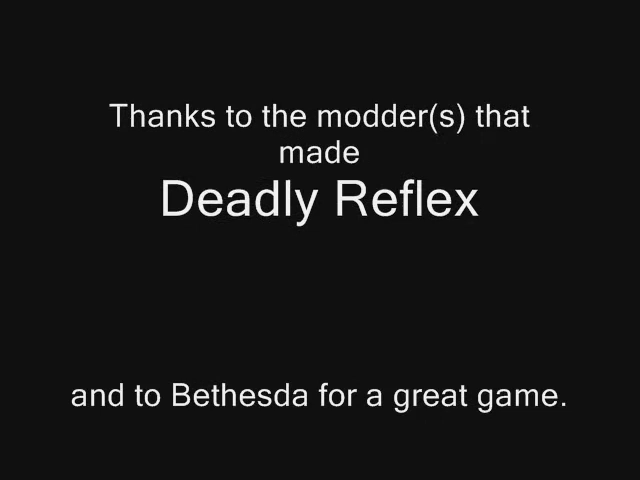 Thanks to the modder(s) that
made
Deadly Reflex
and to Bethesda for a great game.